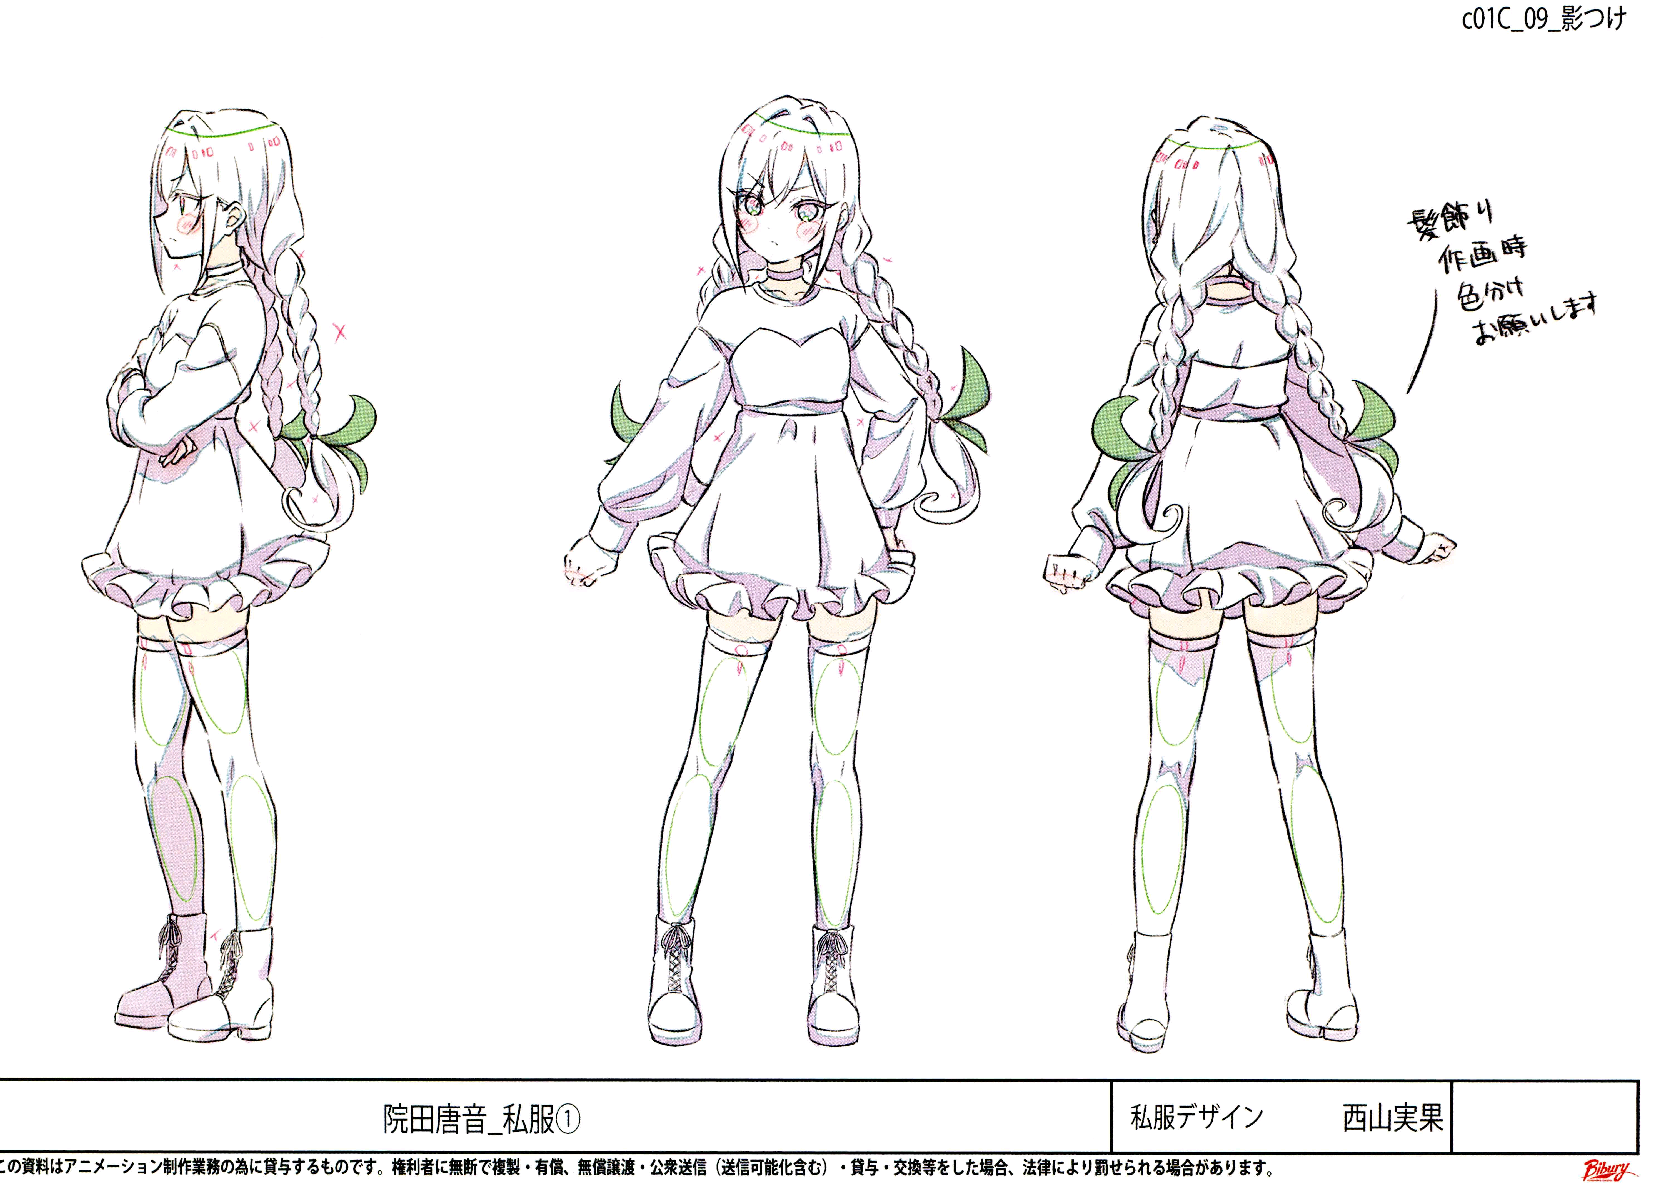 c01C_09_影つけ
髪飾り
作画時
色分け
お願いします
院田唐音_私服①
私服デザイン 西山実果
この資料はアニメーション制作業務の為に貸与するものです。権利者に無断で複製・有償、無償譲渡・公衆送信（送信可能化含む）・貸与・交換等をした場合、法律により罰せられる場合があります。
Bibury